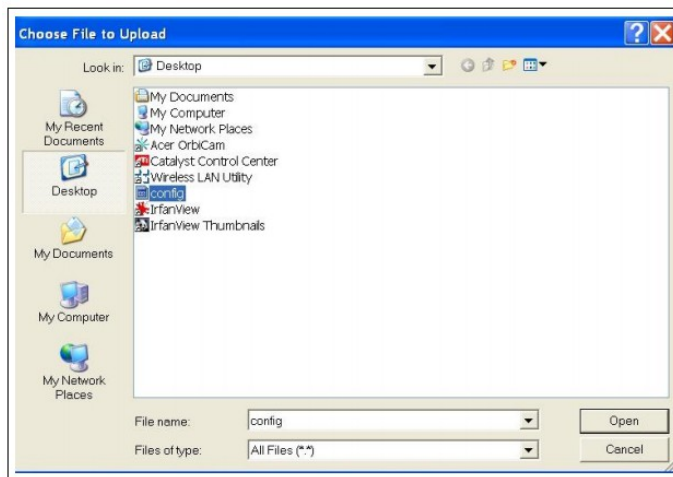 Choose File to Upload
Look in: Desktop
My Recent
Documents
Desktop
My Documents
My Computer
My Network
Places
My Documents
My Computer
My Network Places
Acer OrbiCam
Catalyst Control Center
Wireless LAN Utility
config
IrfanView
IrfanView Thumbnails
File name: config
Open
Files of type: All Files (*.*)
Cancel